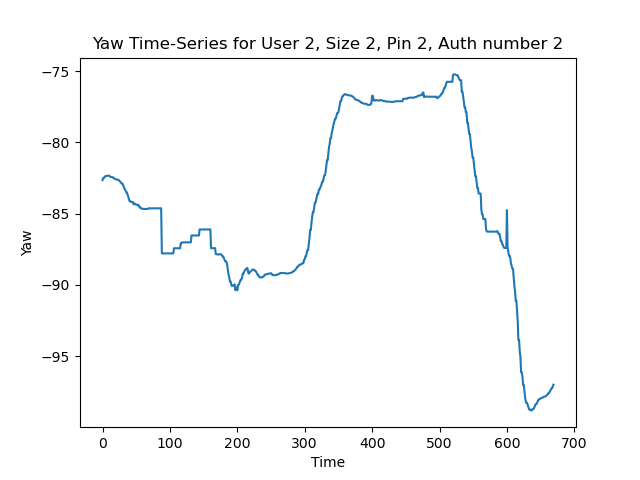 Yaw Time-Series for User 2, Size 2, Pin 2, Auth number 2
−75
−80
−85
−90
−95
Yaw
0 100 200 300 400 500 600 700
Time